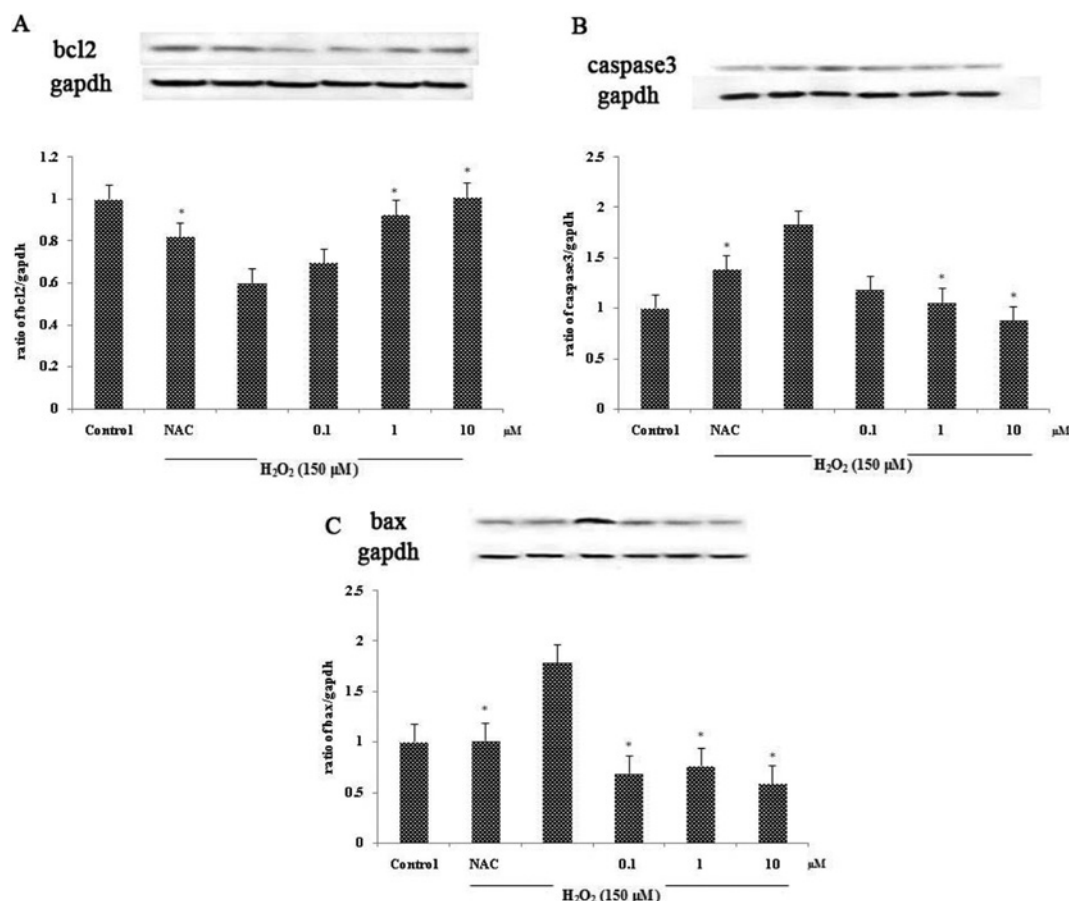 A
bcl2
gapdh
1.2
1
0.8
0.6
0.4
0.2
0
ratio of bcl2/gapdh
*
*
*
Control NAC 0.1 1 10 μM
H₂O₂ (150 μM)
B
caspase3
gapdh
2.5
2
1.5
1
0.5
0
ratio of caspase3/gapdh
*
*
*
Control NAC 0.1 1 10 μM
H₂O₂ (150 μM)
C bax
gapdh
2.5
2
1.5
1
0.5
0
ratio of bax/gapdh
*
*
*
*
Control NAC 0.1 1 10 μM
H₂O₂ (150 μM)